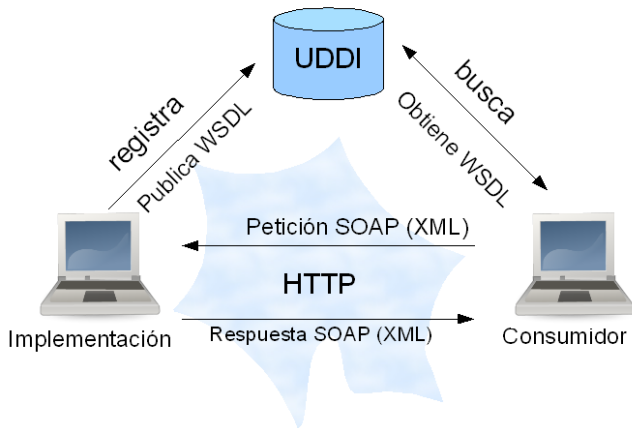 UDDI
registra
Publica WSDL
busca
Obtiene WSDL
Petición SOAP (XML)
HTTP
Respuesta SOAP (XML)
Implementación
Consumidor